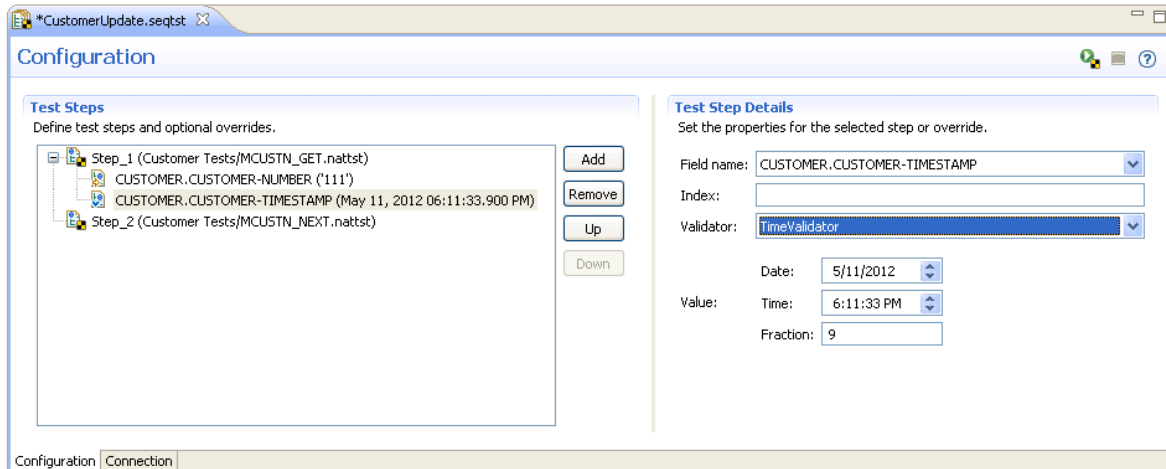 *CustomerUpdate.seqtst
Configuration
Test Steps
Define test steps and optional overrides.
Step_1 (Customer Tests/MCUSTN_GET.nattst)
CUSTOMER.CUSTOMER-NUMBER ('111')
CUSTOMER.CUSTOMER-TIMESTAMP (May 11, 2012 06:11:33.900 PM)
Step_2 (Customer Tests/MCUSTN_NEXT.nattst)
Add
Remove
Up
Down
Test Step Details
Set the properties for the selected step or override.
Field name: CUSTOMER.CUSTOMER-TIMESTAMP
Index:
Validator: TimeValidator
Value:
Date: 5/11/2012
Time: 6:11:33 PM
Fraction: 9
Configuration Connection